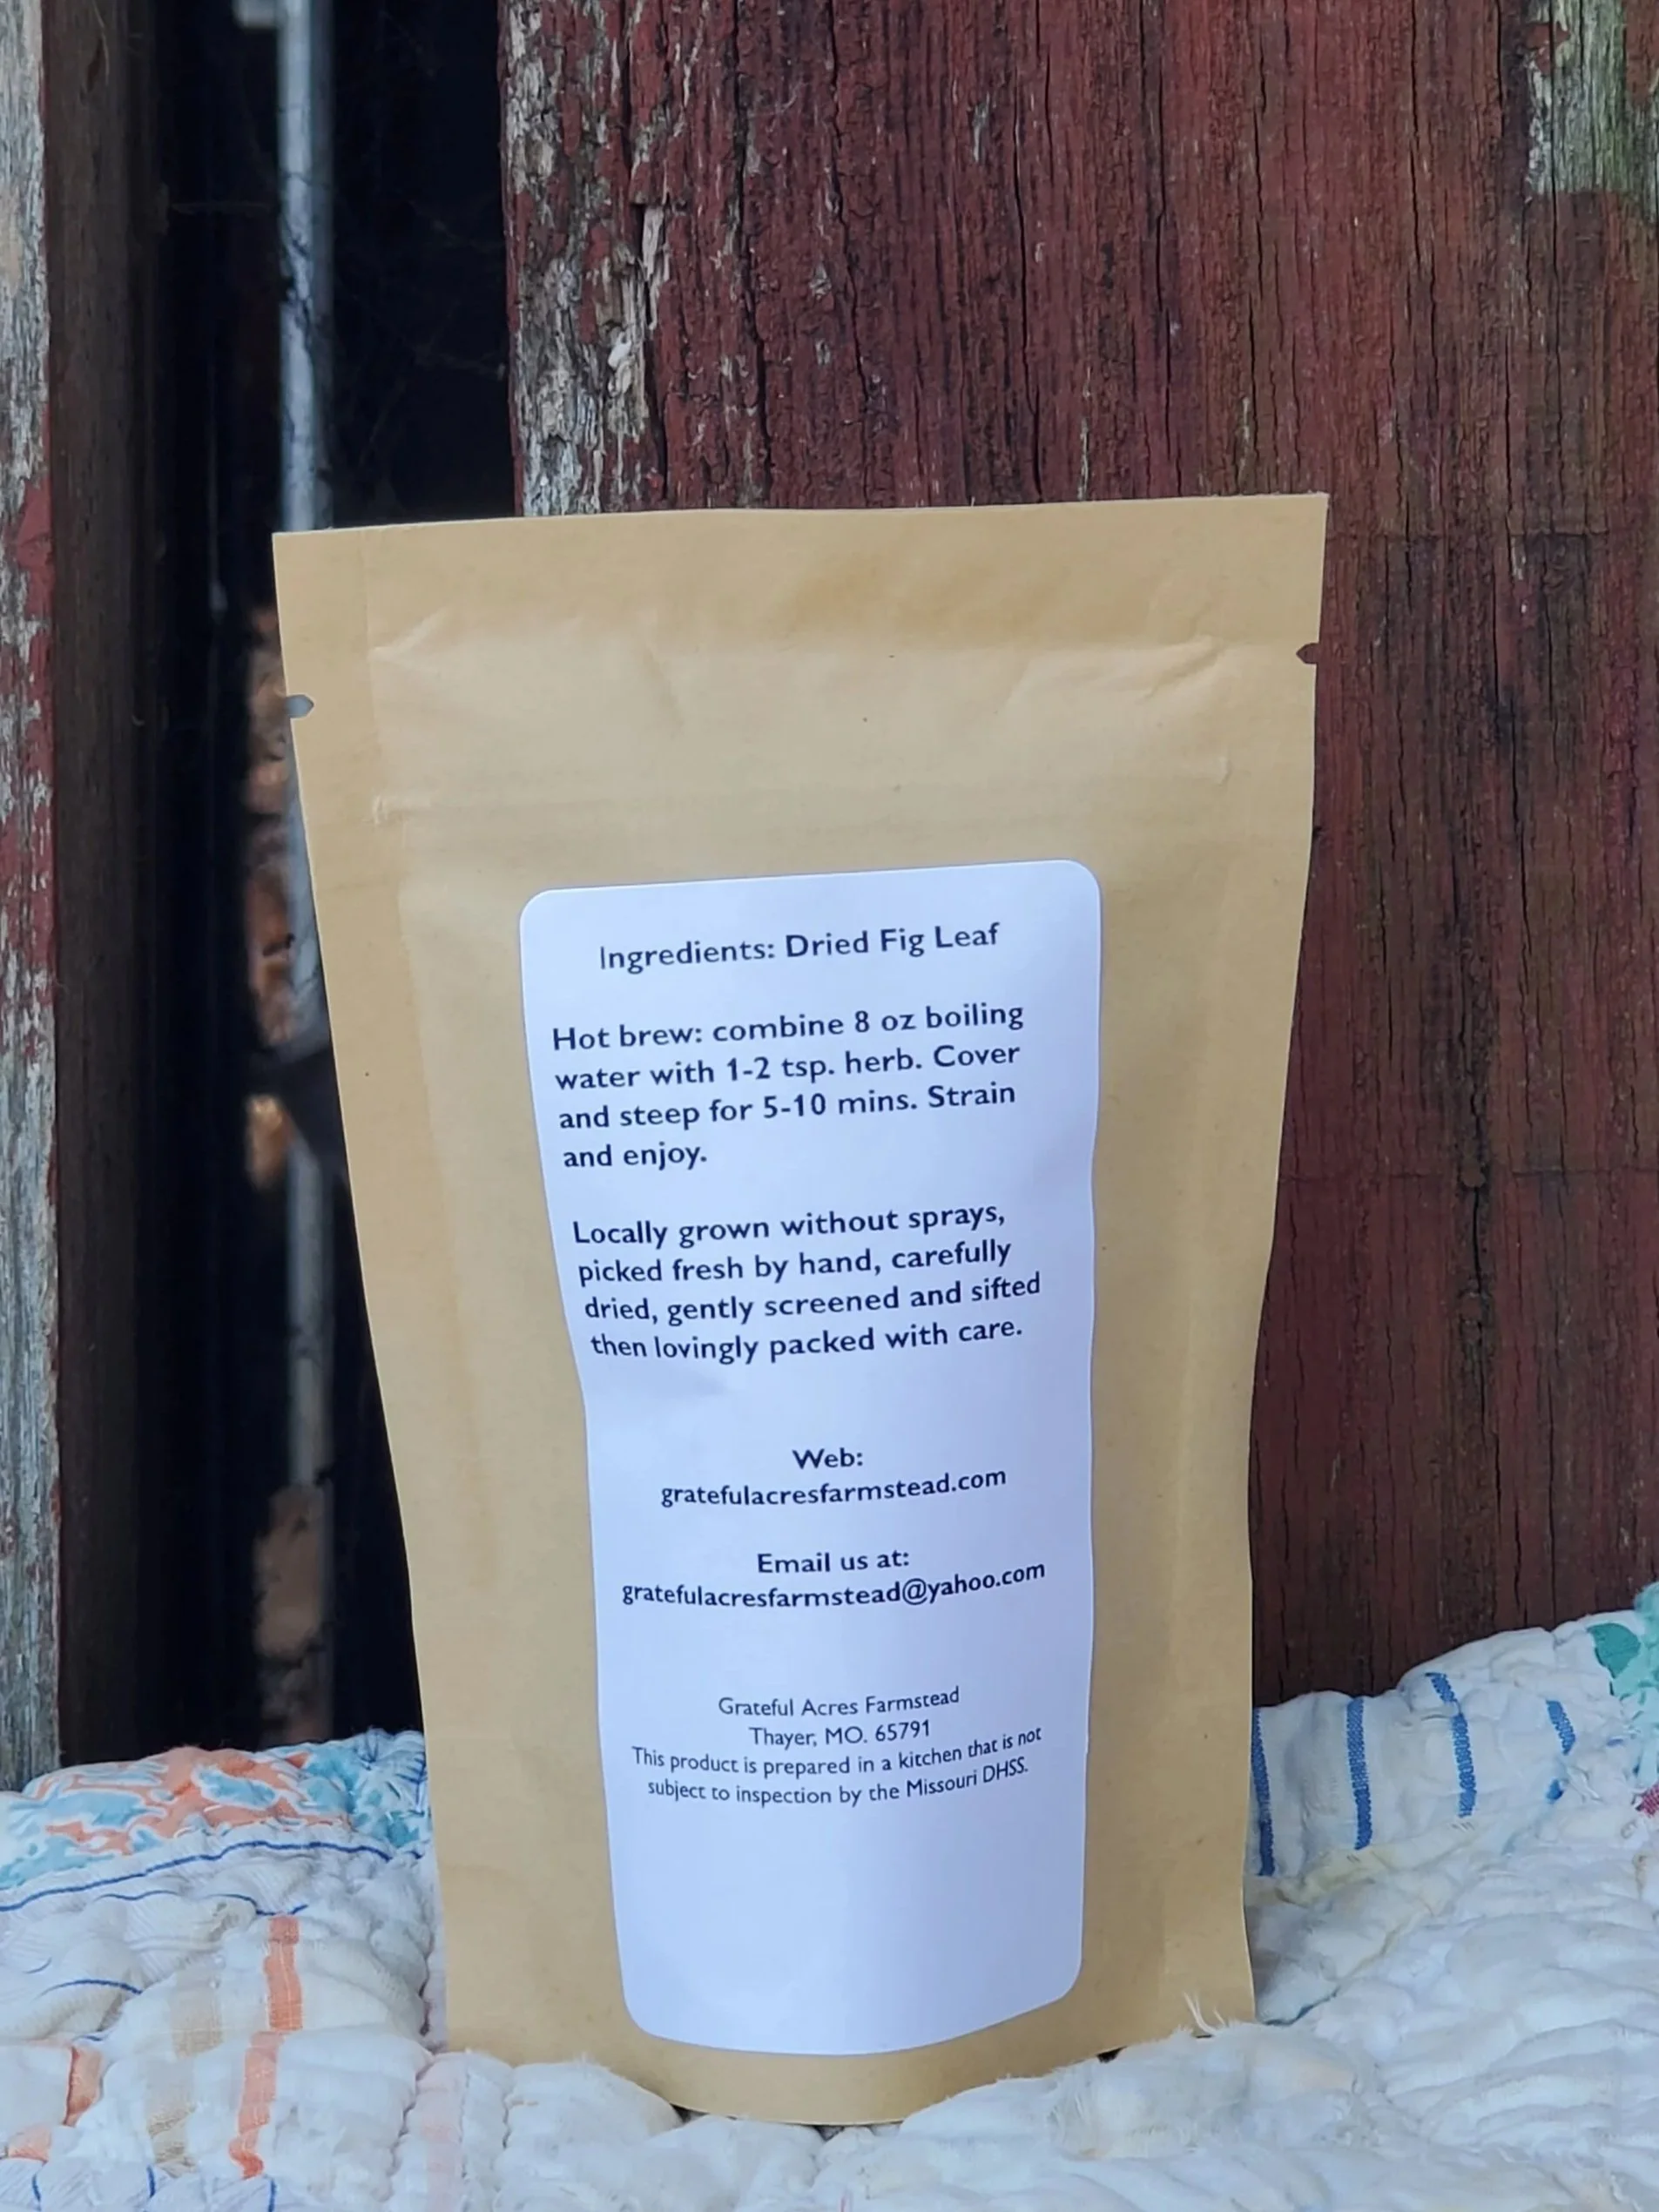 Ingredients: Dried Fig Leaf
Hot brew: combine 8 oz boiling
water with 1-2 tsp. herb. Cover
and steep for 5-10 mins. Strain
and enjoy.
Locally grown without sprays,
picked fresh by hand, carefully
dried, gently screened and sifted
then lovingly packed with care.
Web:
gratefulacresfarmstead.com
Email us at:
gratefulacresfarmstead@yahoo.com
Grateful Acres Farmstead
Thayer, MO. 65791
This product is prepared in a kitchen that is not
subject to inspection by the Missouri DHSS.